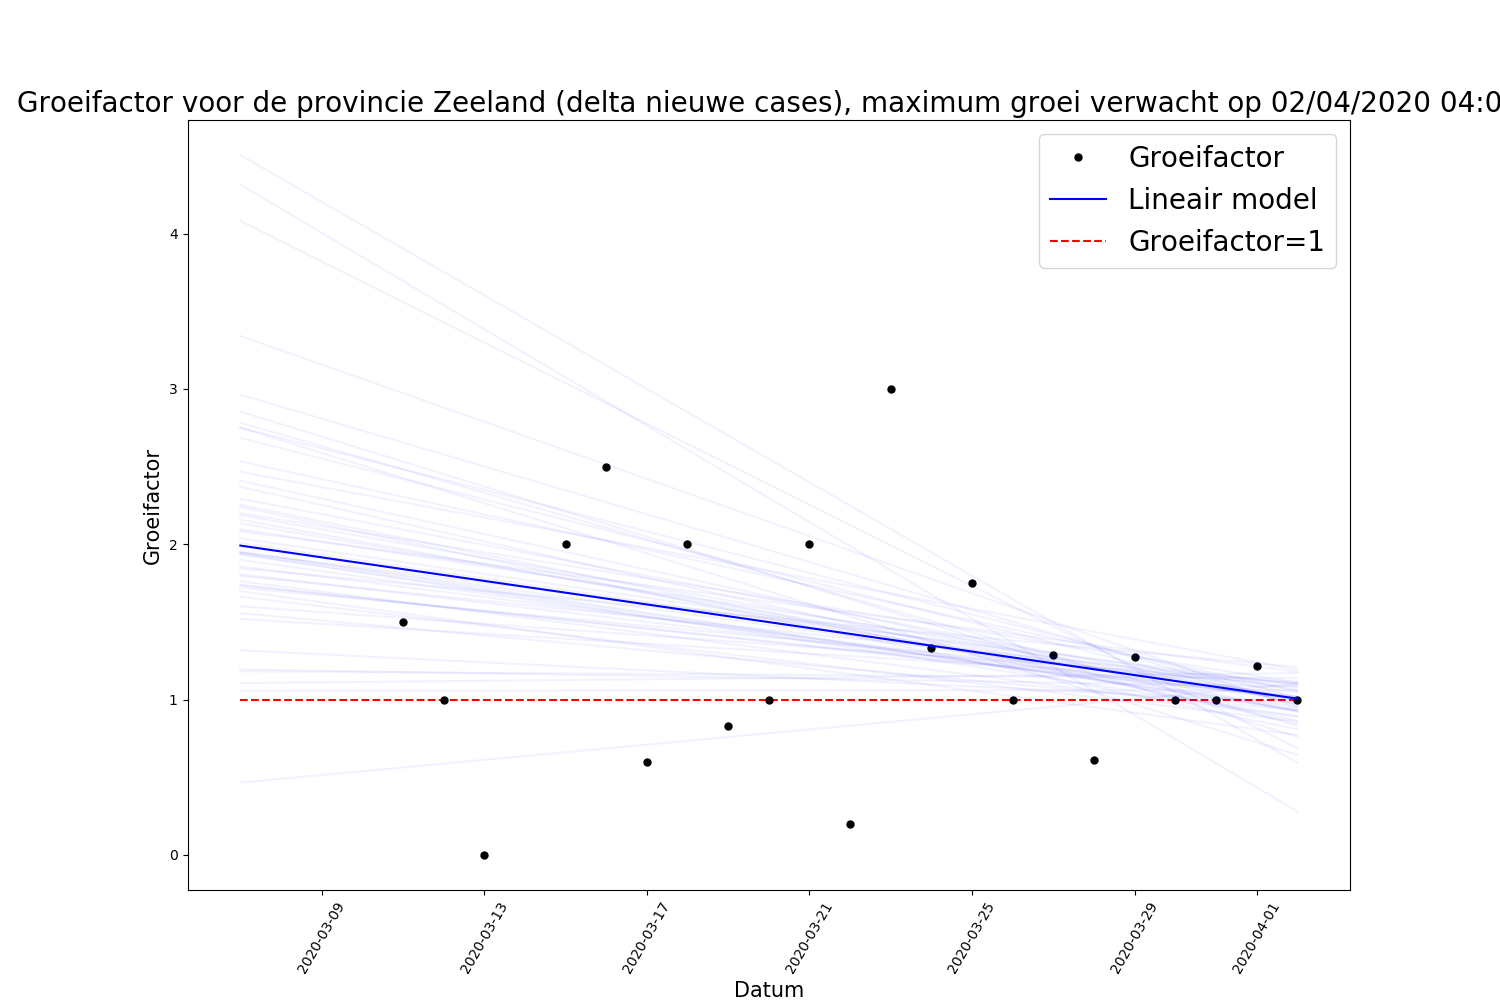 Groeifactor voor de provincie Zeeland (delta nieuwe cases), maximum groei verwacht op 02/04/2020 04:0
Groeifactor
Lineair model
Groeifactor=1
4
3
2
1
0
Groeifactor
2020-03-09
2020-03-13
2020-03-17
2020-03-21
2020-03-25
2020-03-29
2020-04-01
Datum